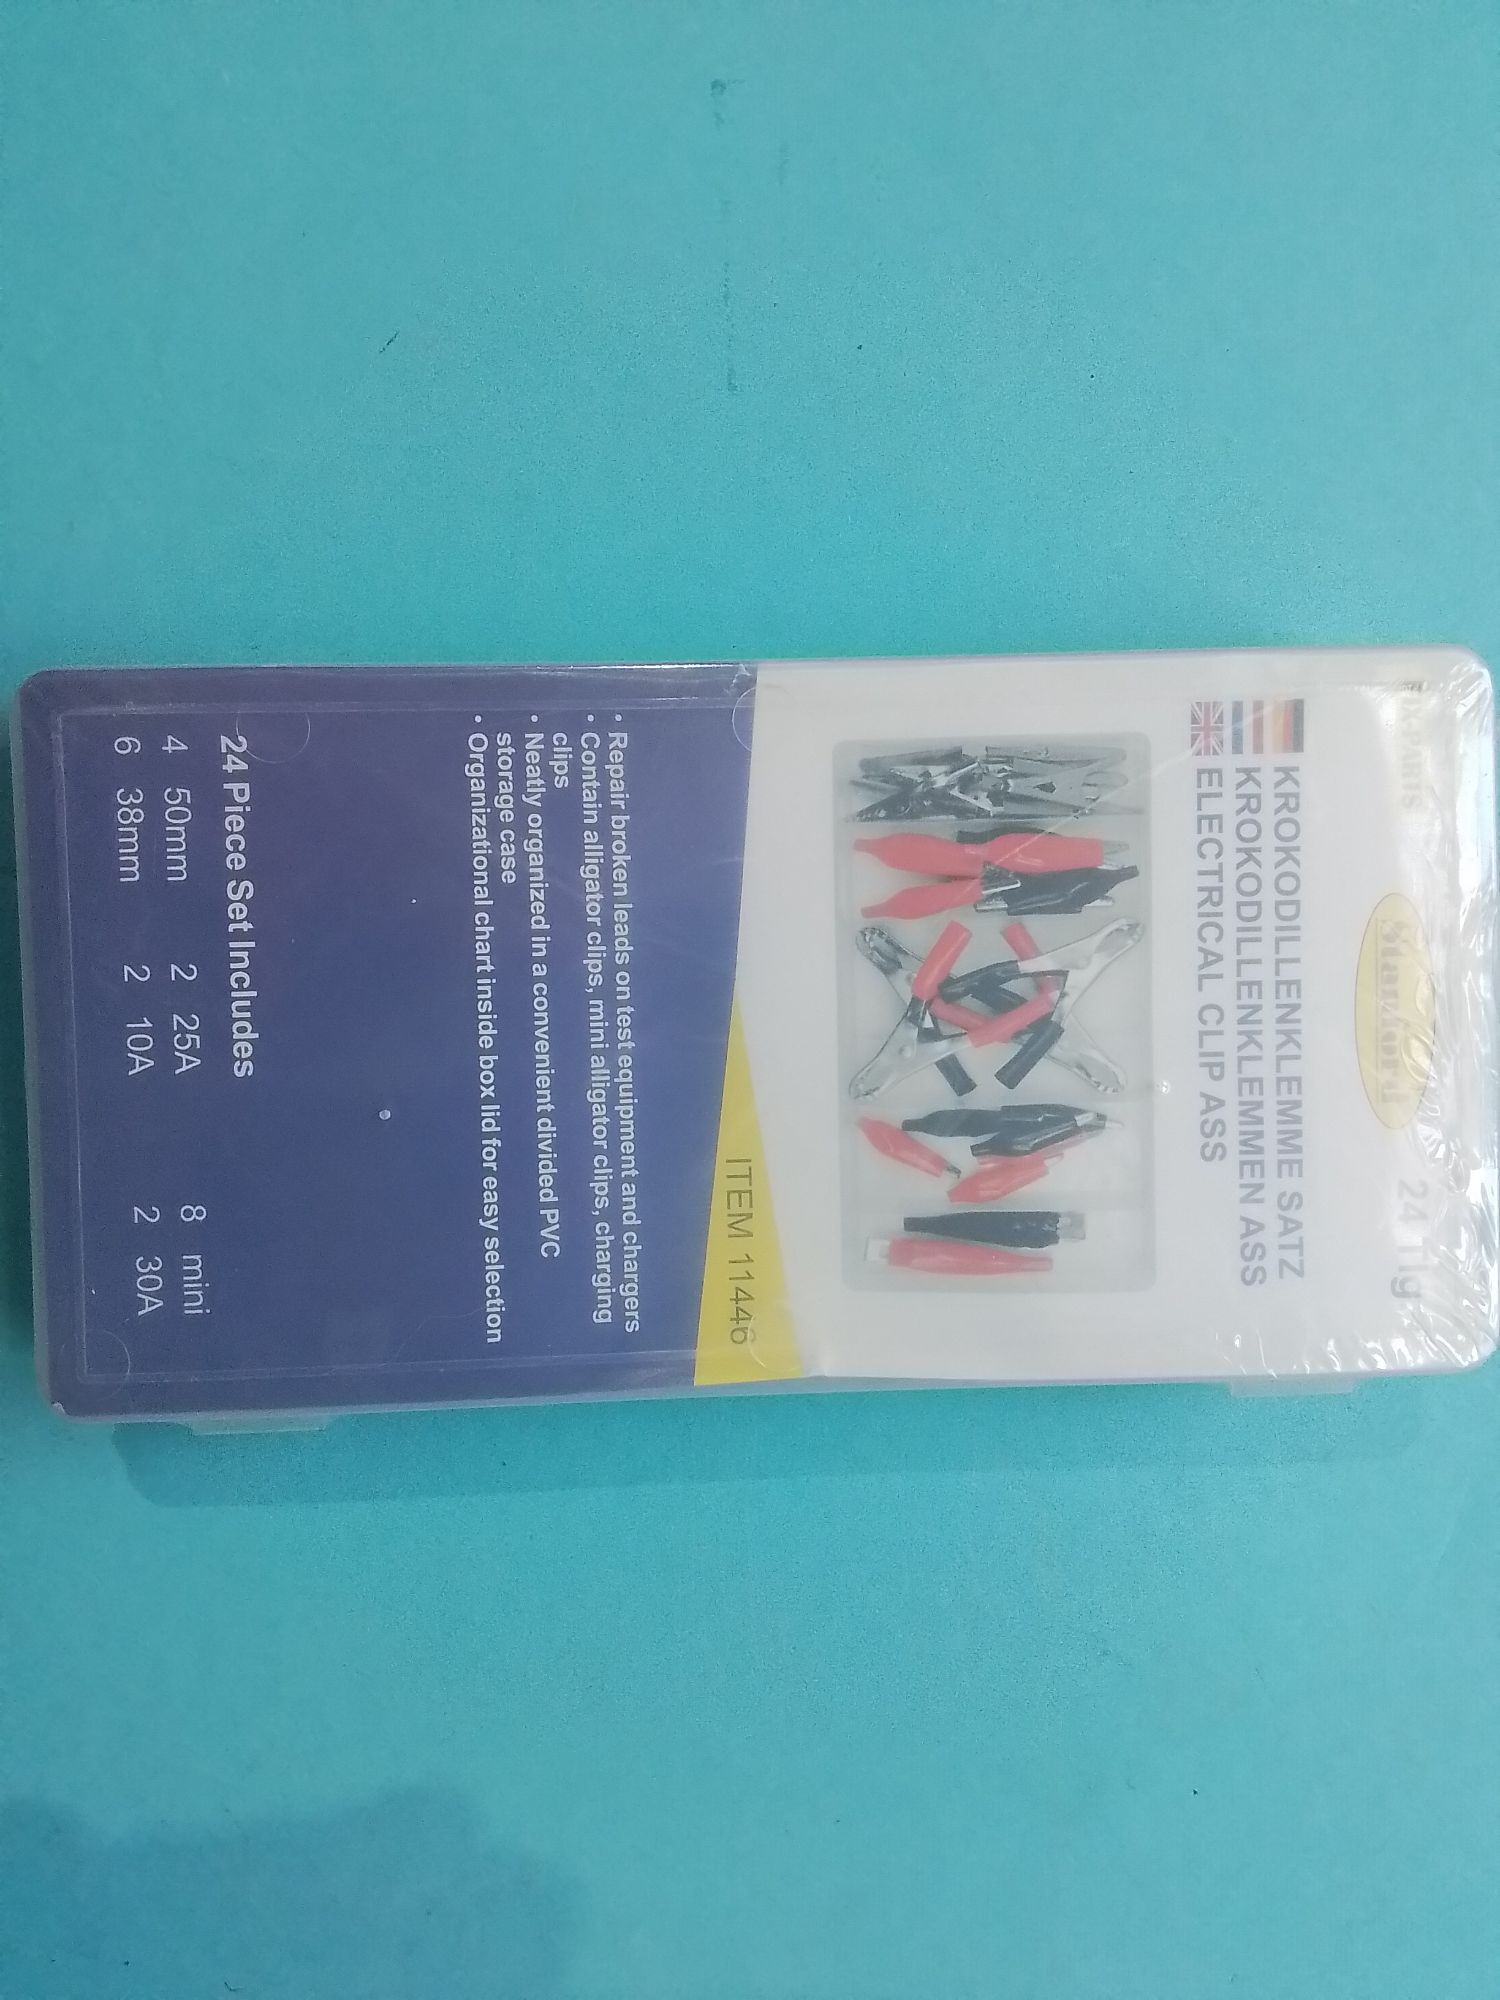 FIX-PARTS
24 Tlg
KROKODILLENKLEMME SATZ
KROKODILLENKLEMMEN ASS
ELECTRICAL CLIP ASS
ITEM 11446
• Repair broken leads on test equipment and chargers
• Contain alligator clips, mini alligator clips, charging
clips
• Neatly organized in a convenient divided PVC
storage case
• Organizational chart inside box lid for easy selection
24 Piece Set Includes
4 50mm 2 25A 8 mini
6 38mm 2 10A 2 30A